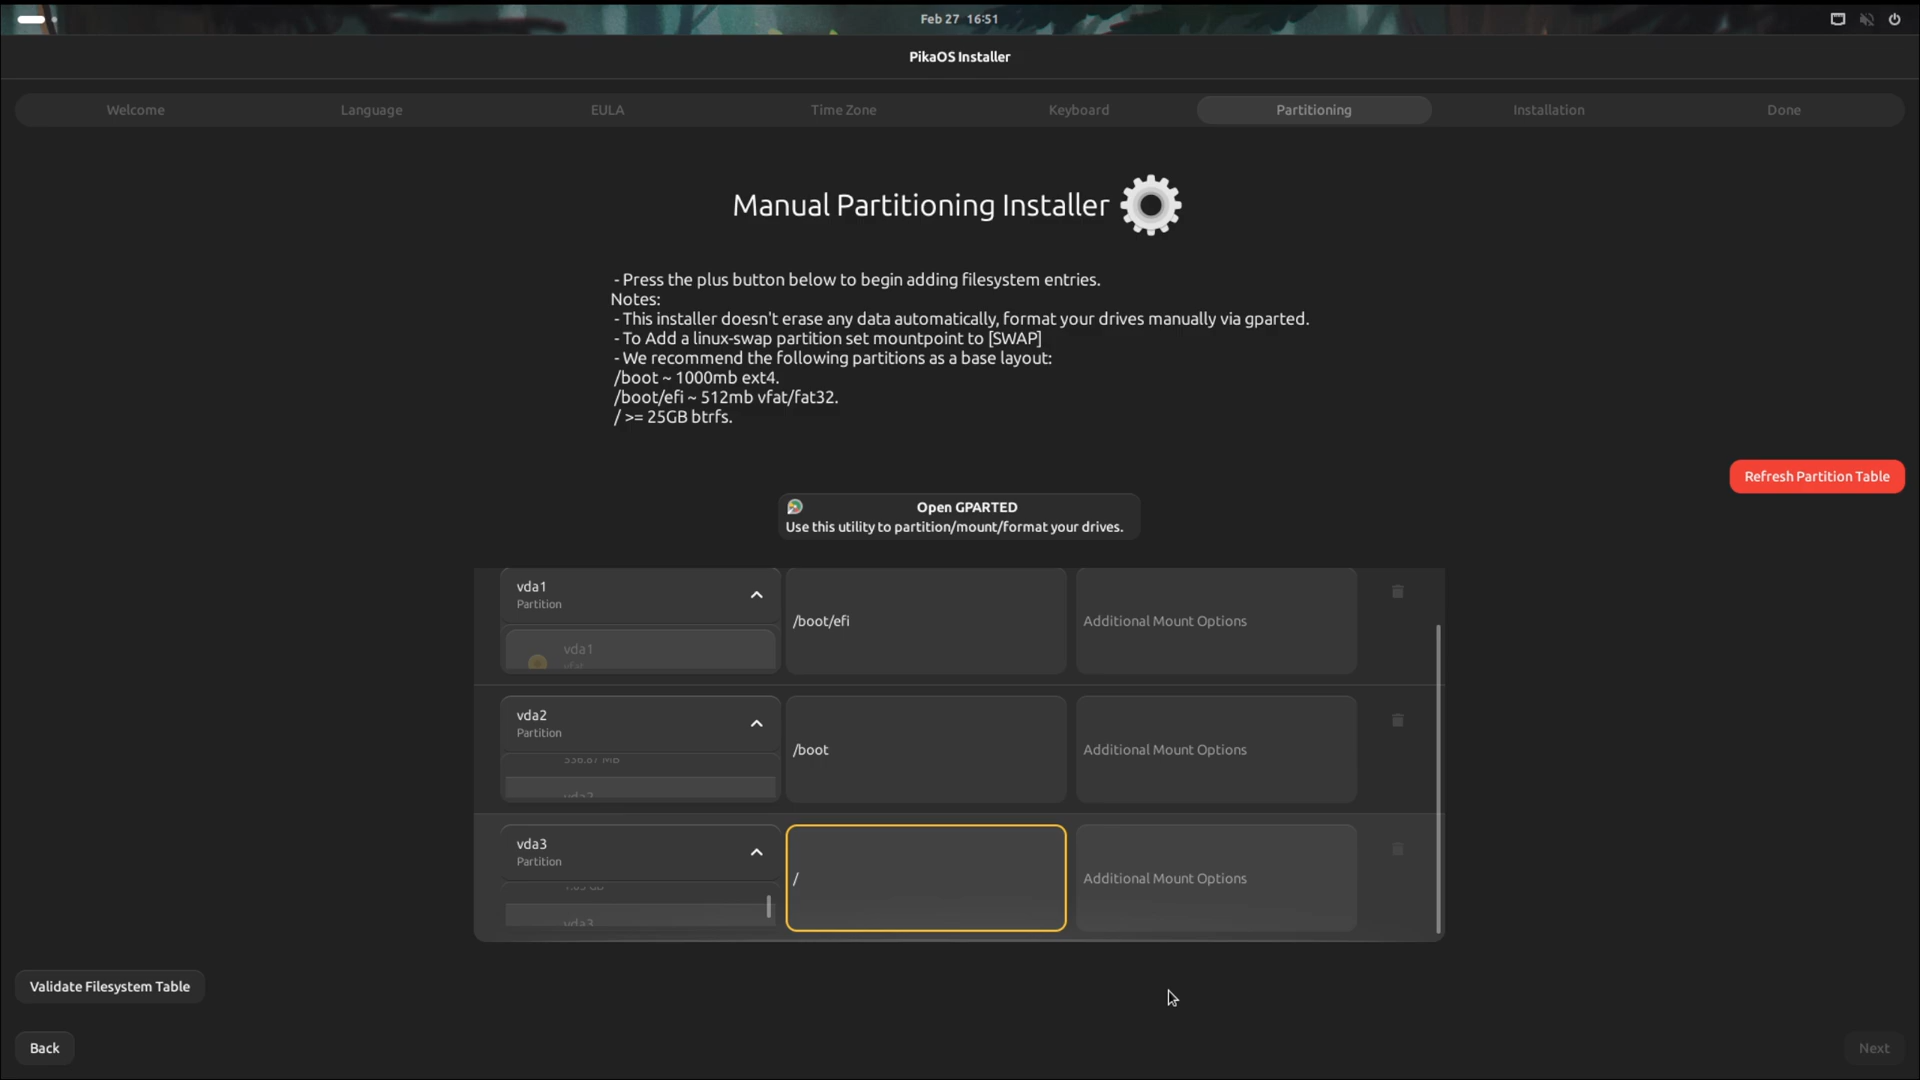 Feb 27 16:51
PikaOS Installer
Welcome
Language
EULA
Time Zone
Keyboard
Partitioning
Installation
Done
Manual Partitioning Installer
- Press the plus button below to begin adding filesystem entries.
Notes:
- This installer doesn't erase any data automatically, format your drives manually via gparted.
- To Add a linux-swap partition set mountpoint to [SWAP]
- We recommend the following partitions as a base layout:
/boot ~ 1000mb ext4.
/boot/efi ~ 512mb vfat/fat32.
/ >= 25GB btrfs.
Refresh Partition Table
Open GPARTED
Use this utility to partition/mount/format your drives.
vda1
Partition
vda1
/boot/efi
Additional Mount Options
vda2
Partition
/boot
Additional Mount Options
vda3
Partition
/
Additional Mount Options
Validate Filesystem Table
Back
Next